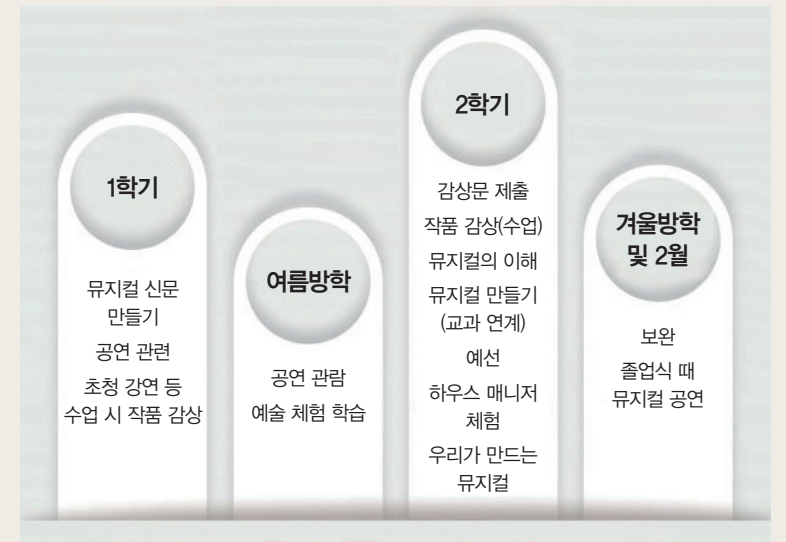 1학기
뮤지컬 신문
만들기
공연 관련
초청 강연 등
수업 시 작품 감상
여름방학
공연 관람
예술 체험 학습
2학기
감상문 제출
작품 감상(수업)
뮤지컬의 이해
뮤지컬 만들기
(교과 연계)
예선
하우스 매니저
체험
우리가 만드는
뮤지컬
겨울방학
및 2월
보완
졸업식 때
뮤지컬 공연